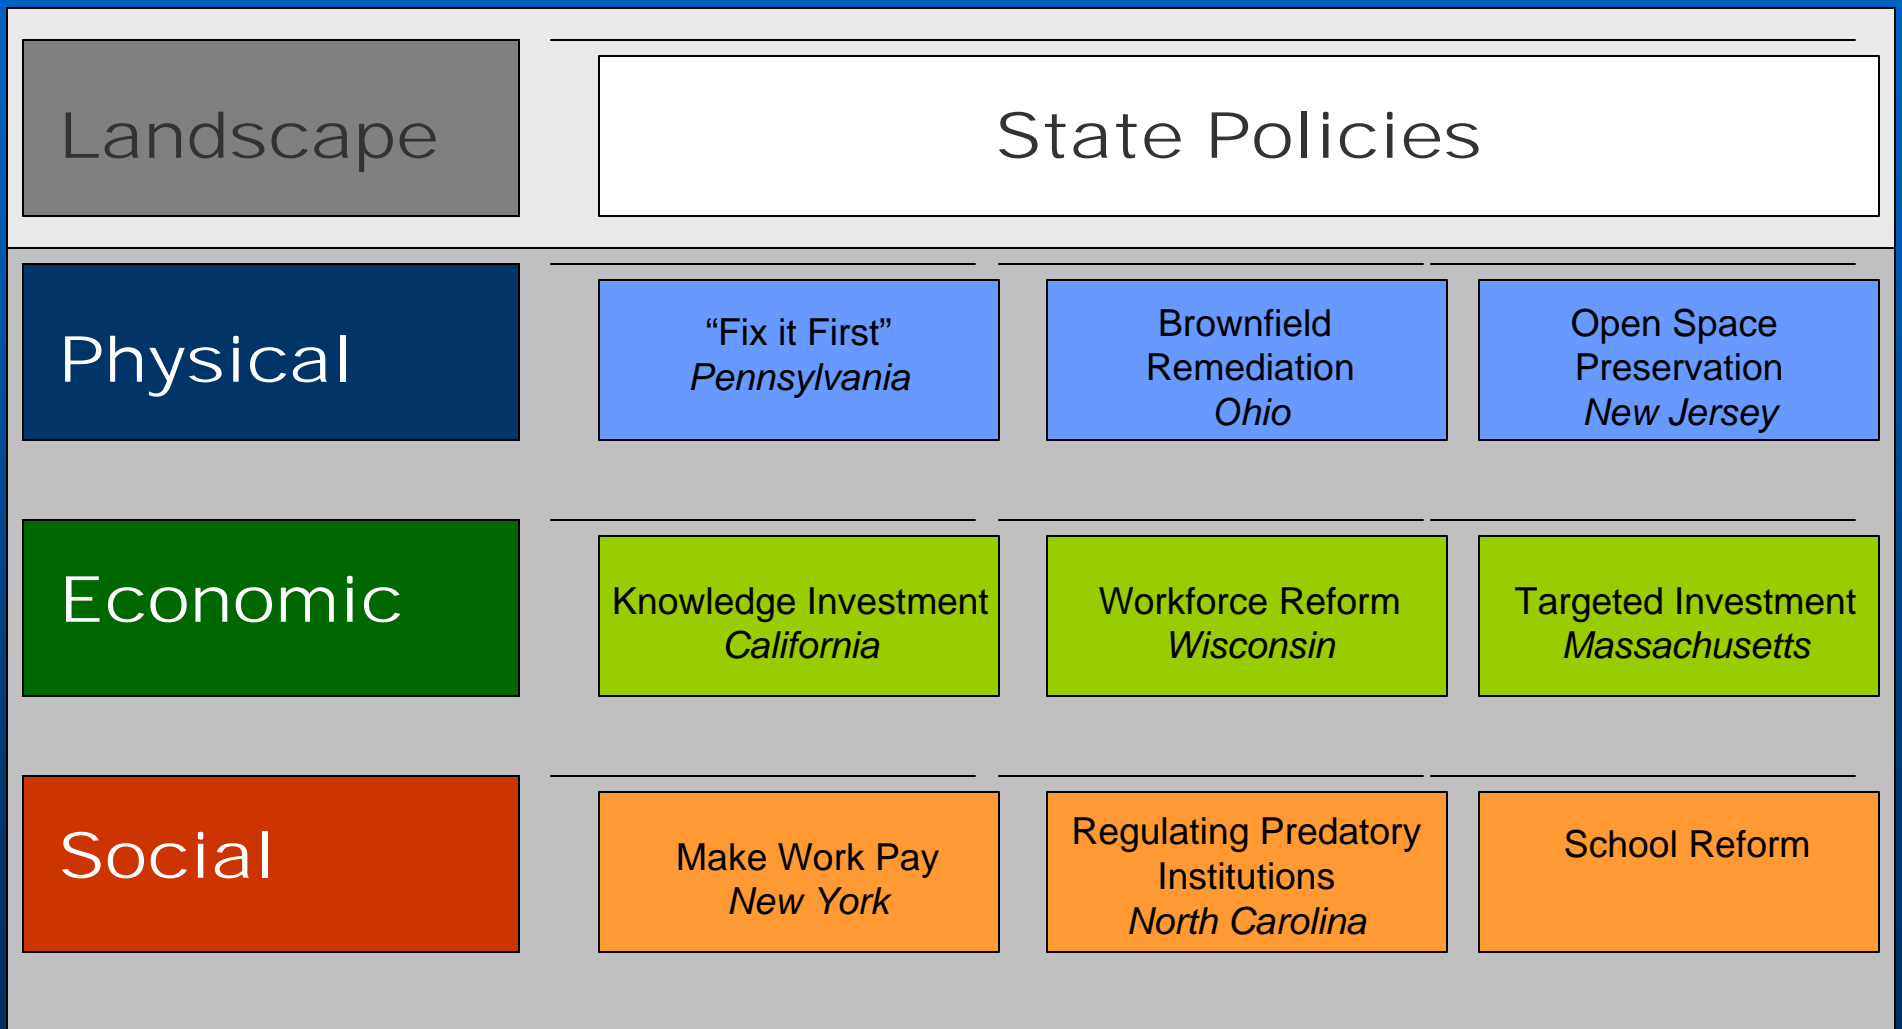 Landscape
State Policies
Physical
“Fix it First”
Pennsylvania
Brownfield
Remediation
Ohio
Open Space
Preservation
New Jersey
Economic
Knowledge Investment
California
Workforce Reform
Wisconsin
Targeted Investment
Massachusetts
Social
Make Work Pay
New York
Regulating Predatory
Institutions
North Carolina
School Reform